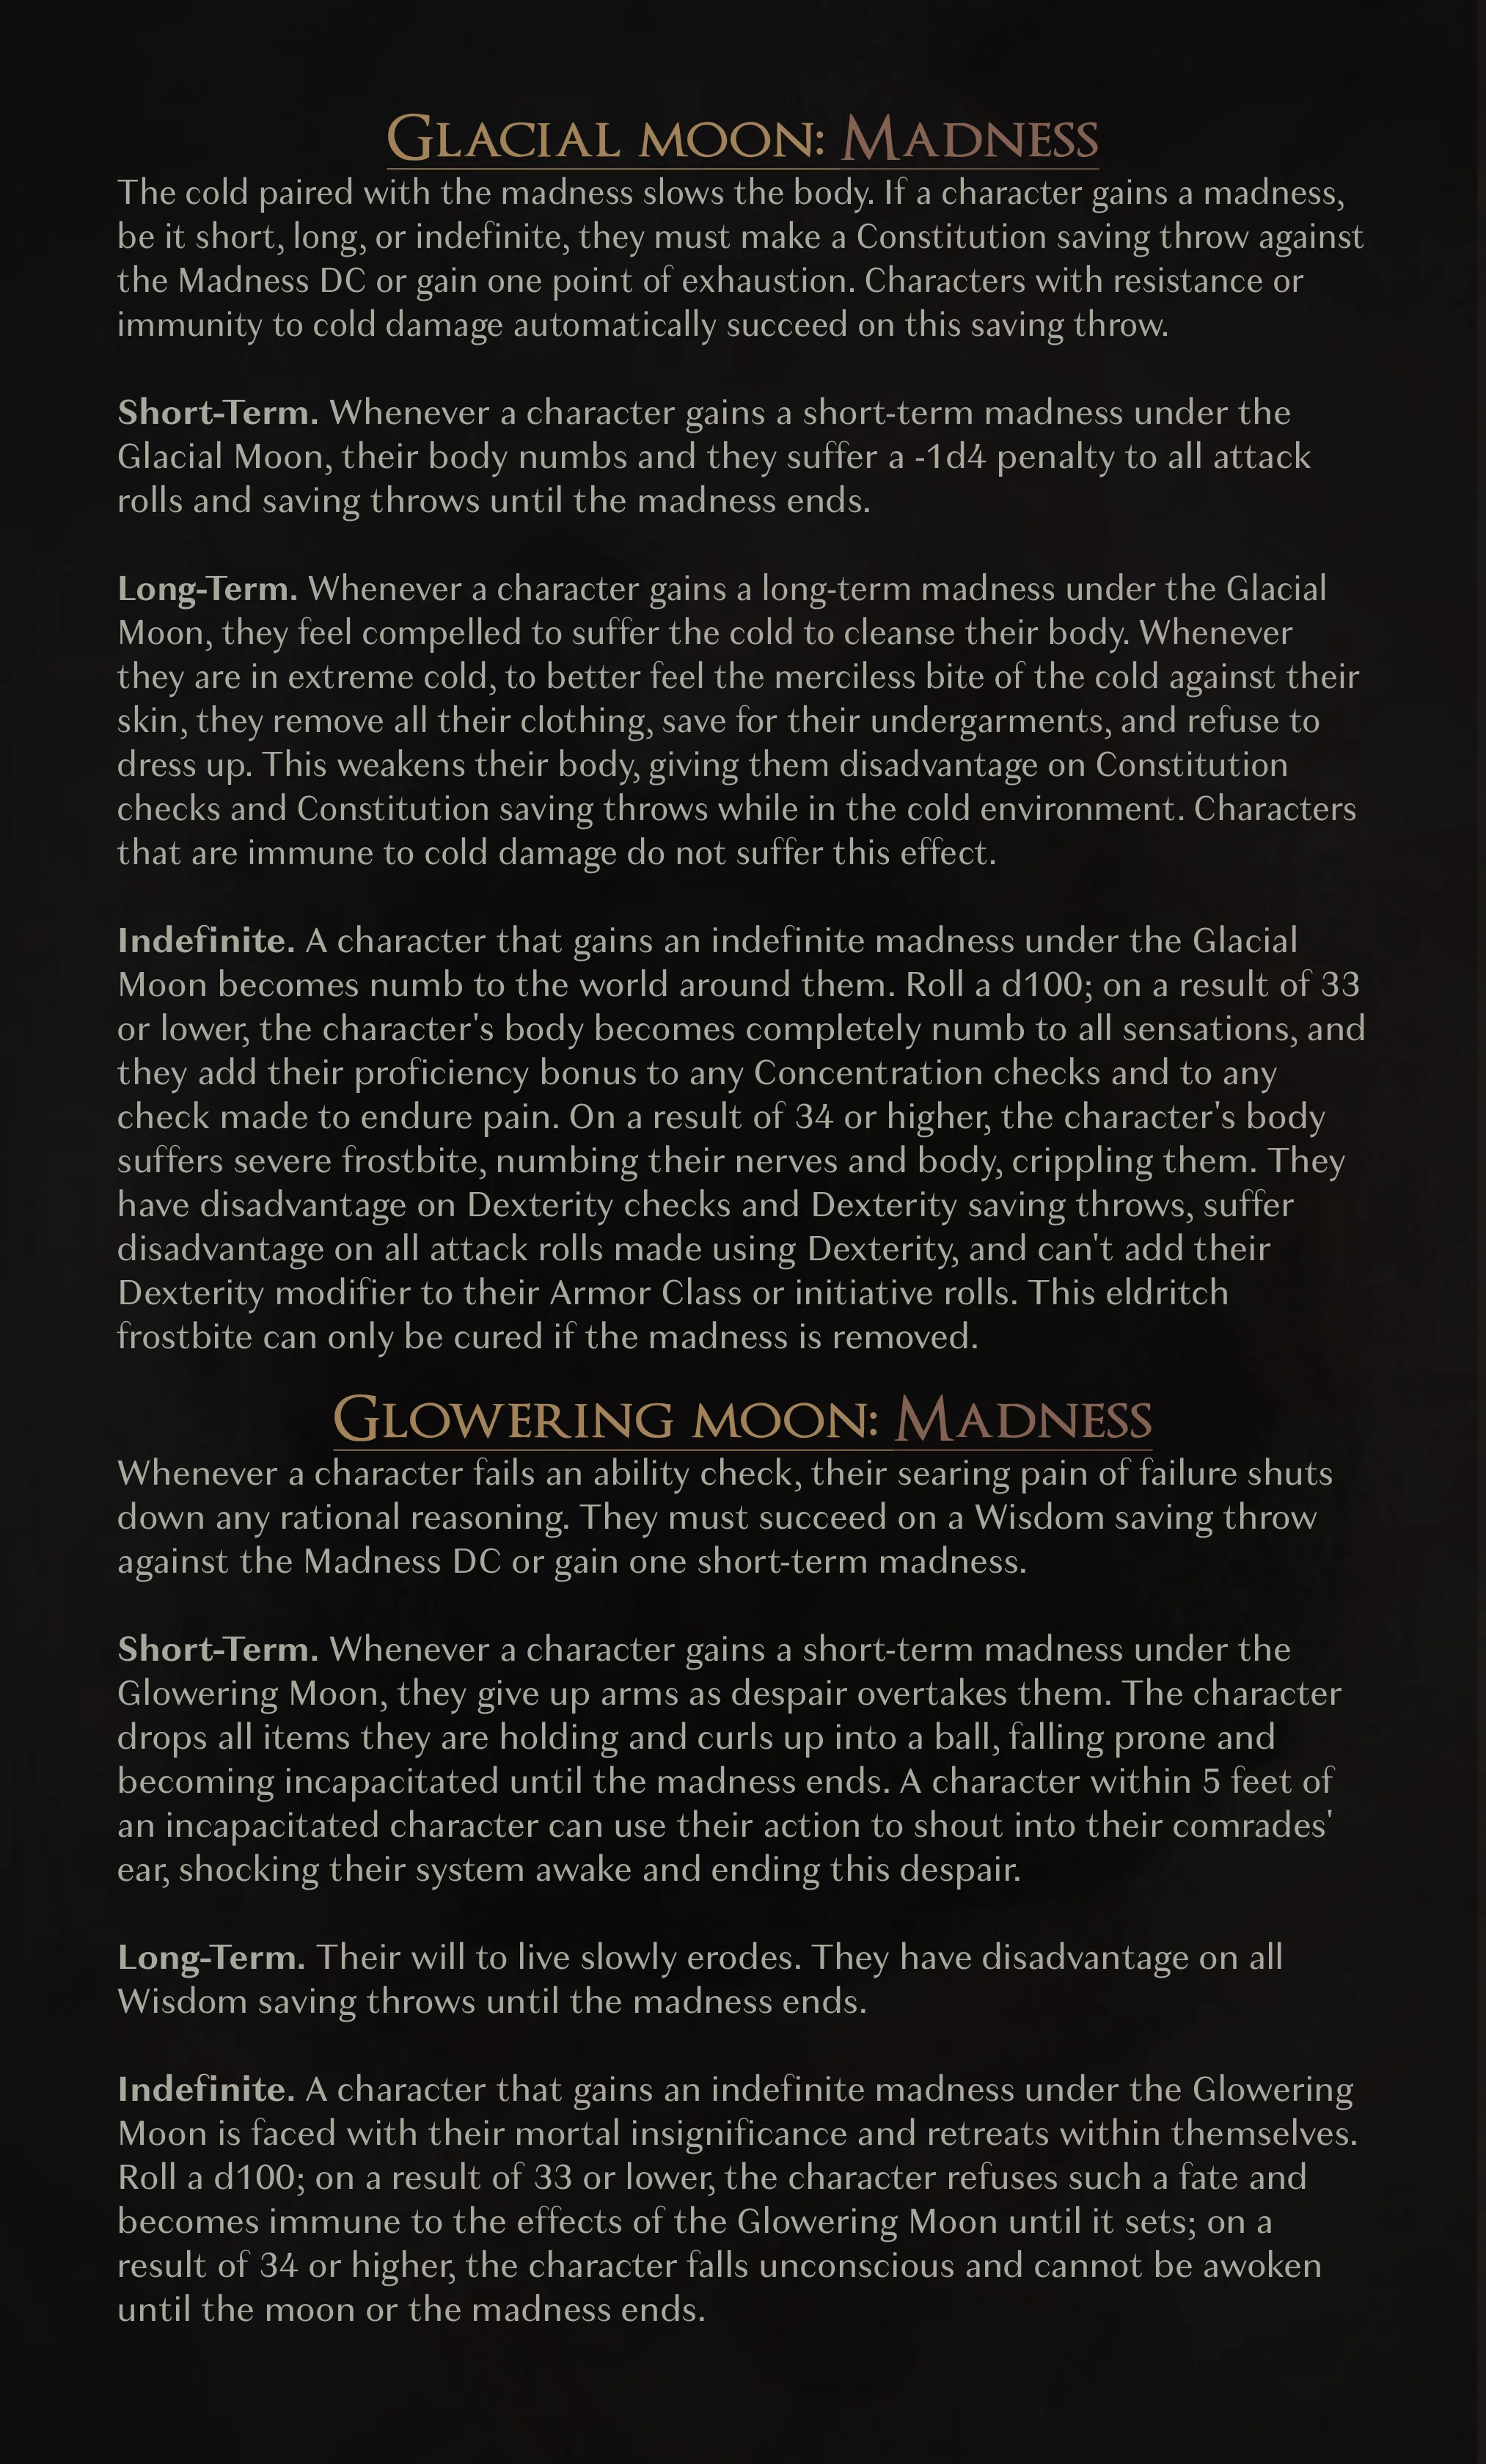 Glacial moon: Madness
The cold paired with the madness slows the body. If a character gains a madness,
be it short, long, or indefinite, they must make a Constitution saving throw against
the Madness DC or gain one point of exhaustion. Characters with resistance or
immunity to cold damage automatically succeed on this saving throw.
Short-Term. Whenever a character gains a short-term madness under the
Glacial Moon, their body numbs and they suffer a -1d4 penalty to all attack
rolls and saving throws until the madness ends.
Long-Term. Whenever a character gains a long-term madness under the Glacial
Moon, they feel compelled to suffer the cold to cleanse their body. Whenever
they are in extreme cold, to better feel the merciless bite of the cold against their
skin, they remove all their clothing, save for their undergarments, and refuse to
dress up. This weakens their body, giving them disadvantage on Constitution
checks and Constitution saving throws while in the cold environment. Characters
that are immune to cold damage do not suffer this effect.
Indefinite. A character that gains an indefinite madness under the Glacial
Moon becomes numb to the world around them. Roll a d100; on a result of 33
or lower, the character's body becomes completely numb to all sensations, and
they add their proficiency bonus to any Concentration checks and to any
check made to endure pain. On a result of 34 or higher, the character's body
suffers severe frostbite, numbing their nerves and body, crippling them. They
have disadvantage on Dexterity checks and Dexterity saving throws, suffer
disadvantage on all attack rolls made using Dexterity, and can't add their
Dexterity modifier to their Armor Class or initiative rolls. This eldritch
frostbite can only be cured if the madness is removed.
Glowering moon: Madness
Whenever a character fails an ability check, their searing pain of failure shuts
down any rational reasoning. They must succeed on a Wisdom saving throw
against the Madness DC or gain one short-term madness.
Short-Term. Whenever a character gains a short-term madness under the
Glowering Moon, they give up arms as despair overtakes them. The character
drops all items they are holding and curls up into a ball, falling prone and
becoming incapacitated until the madness ends. A character within 5 feet of
an incapacitated character can use their action to shout into their comrades'
ear, shocking their system awake and ending this despair.
Long-Term. Their will to live slowly erodes. They have disadvantage on all
Wisdom saving throws until the madness ends.
Indefinite. A character that gains an indefinite madness under the Glowering
Moon is faced with their mortal insignificance and retreats within themselves.
Roll a d100; on a result of 33 or lower, the character refuses such a fate and
becomes immune to the effects of the Glowering Moon until it sets; on a
result of 34 or higher, the character falls unconscious and cannot be awoken
until the moon or the madness ends.